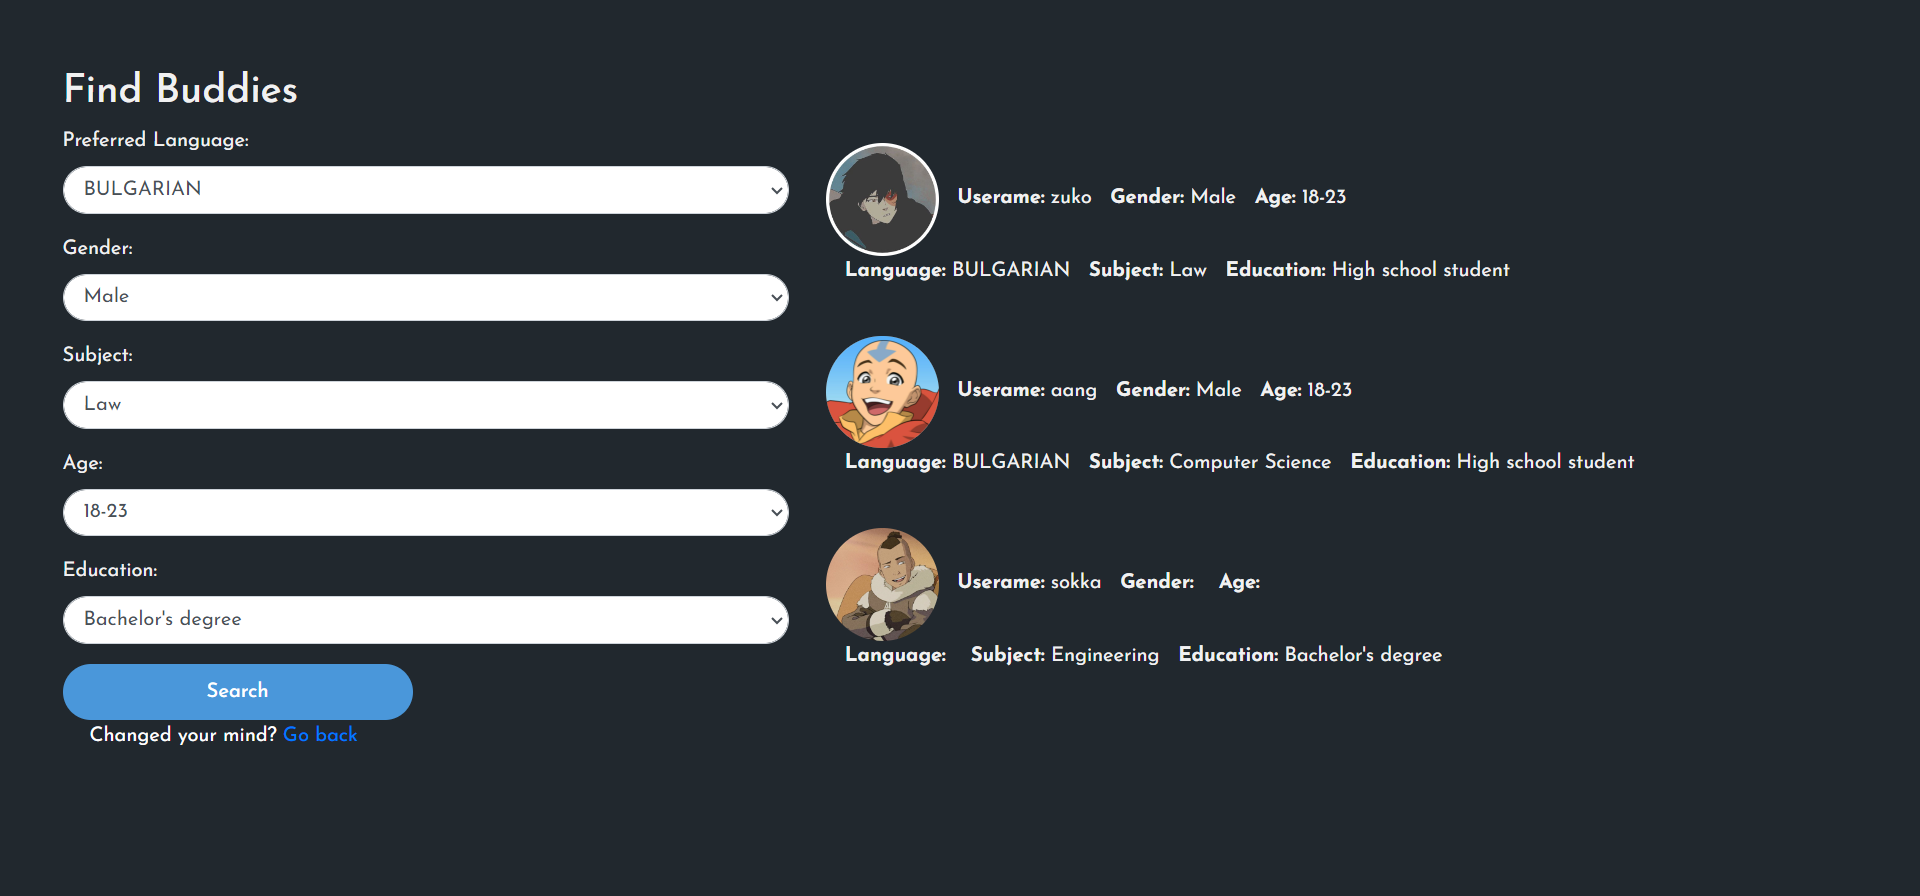 Find Buddies
Preferred Language:
BULGARIAN
Gender:
Male
Subject:
Law
Age:
18-23
Education:
Bachelor's degree
Search
Changed your mind? Go back
Userame: zuko Gender: Male Age: 18-23
Language: BULGARIAN Subject: Law Education: High school student
Userame: aang Gender: Male Age: 18-23
Language: BULGARIAN Subject: Computer Science Education: High school student
Userame: sokka Gender: Age:
Language: Subject: Engineering Education: Bachelor's degree